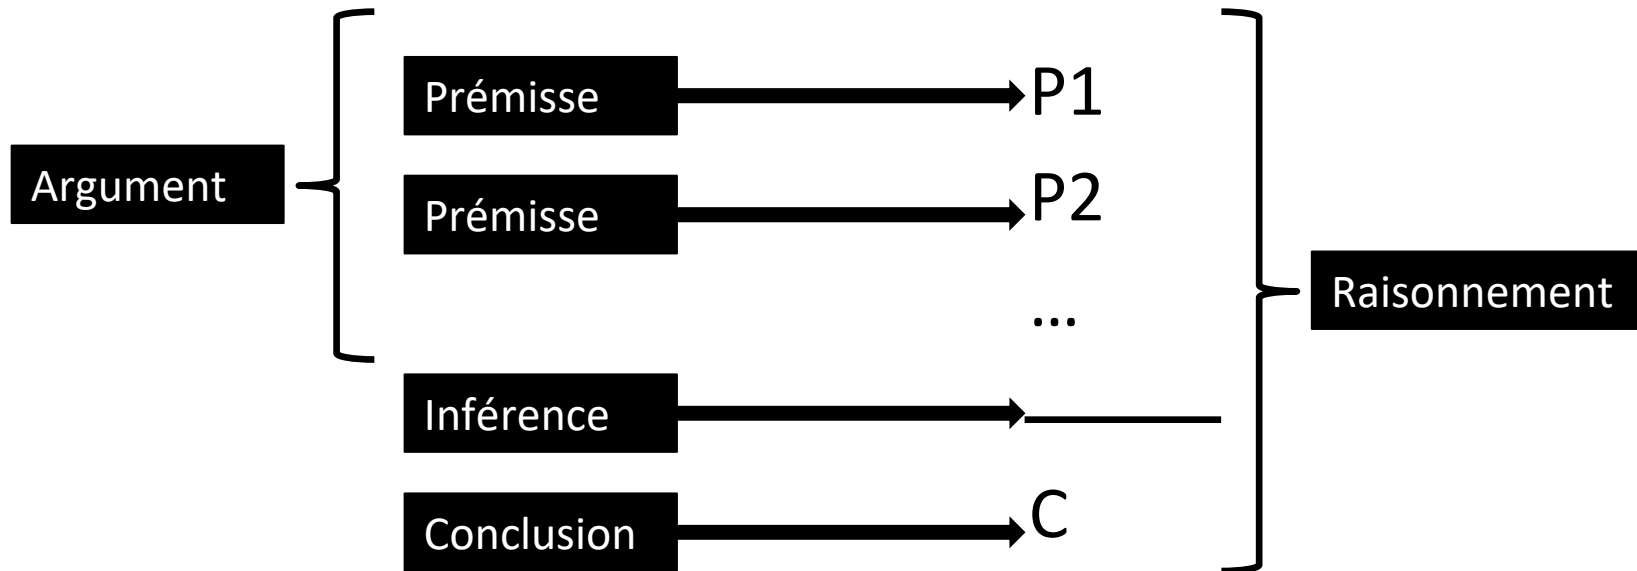 Prémisse
P1
Argument
Prémisse
P2
Raisonnement
...
Inférence
Conclusion
C